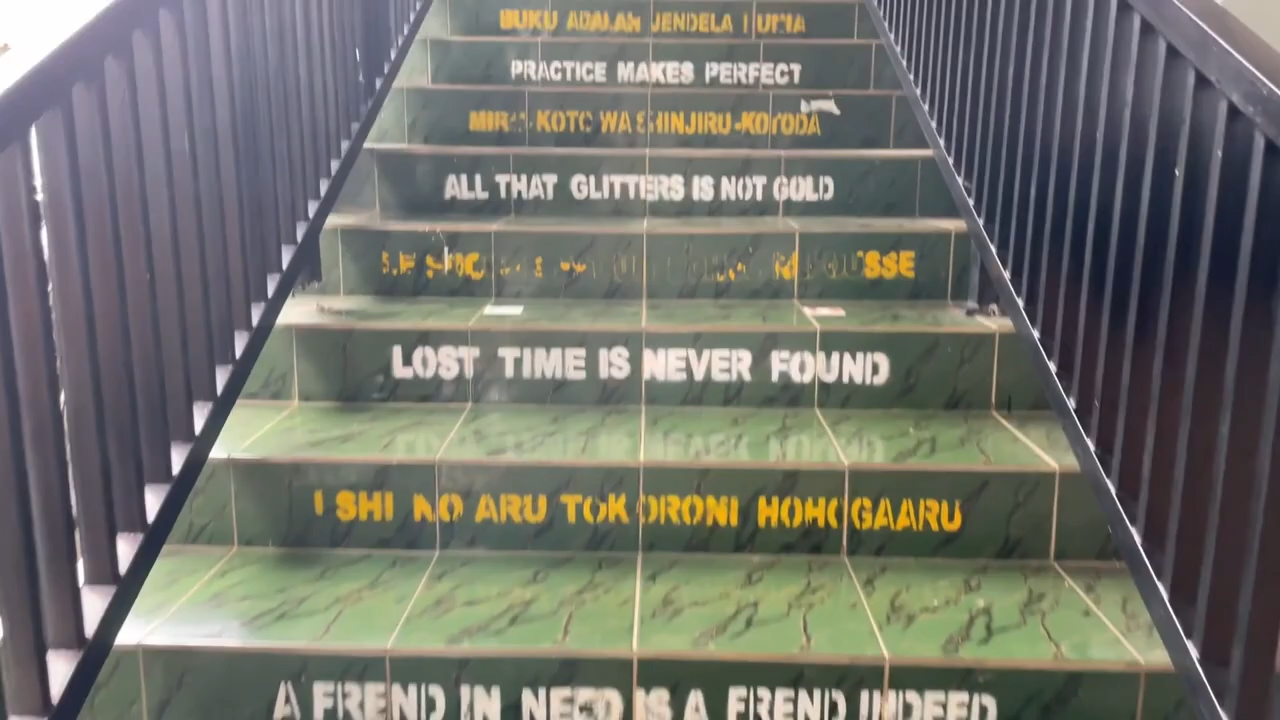 BUKU ADALAH JENDELA
PRACTICE MAKES PERFECT
KOTO WA SHINJIRU-KOTODA
ALL THAT GLITTERS IS NOT GOLD
LOST TIME IS NEVER FOUND
I SHI NO ARU TOKORONI HOHOGAARU
A FREND IN NEED IS A FREND INDEED